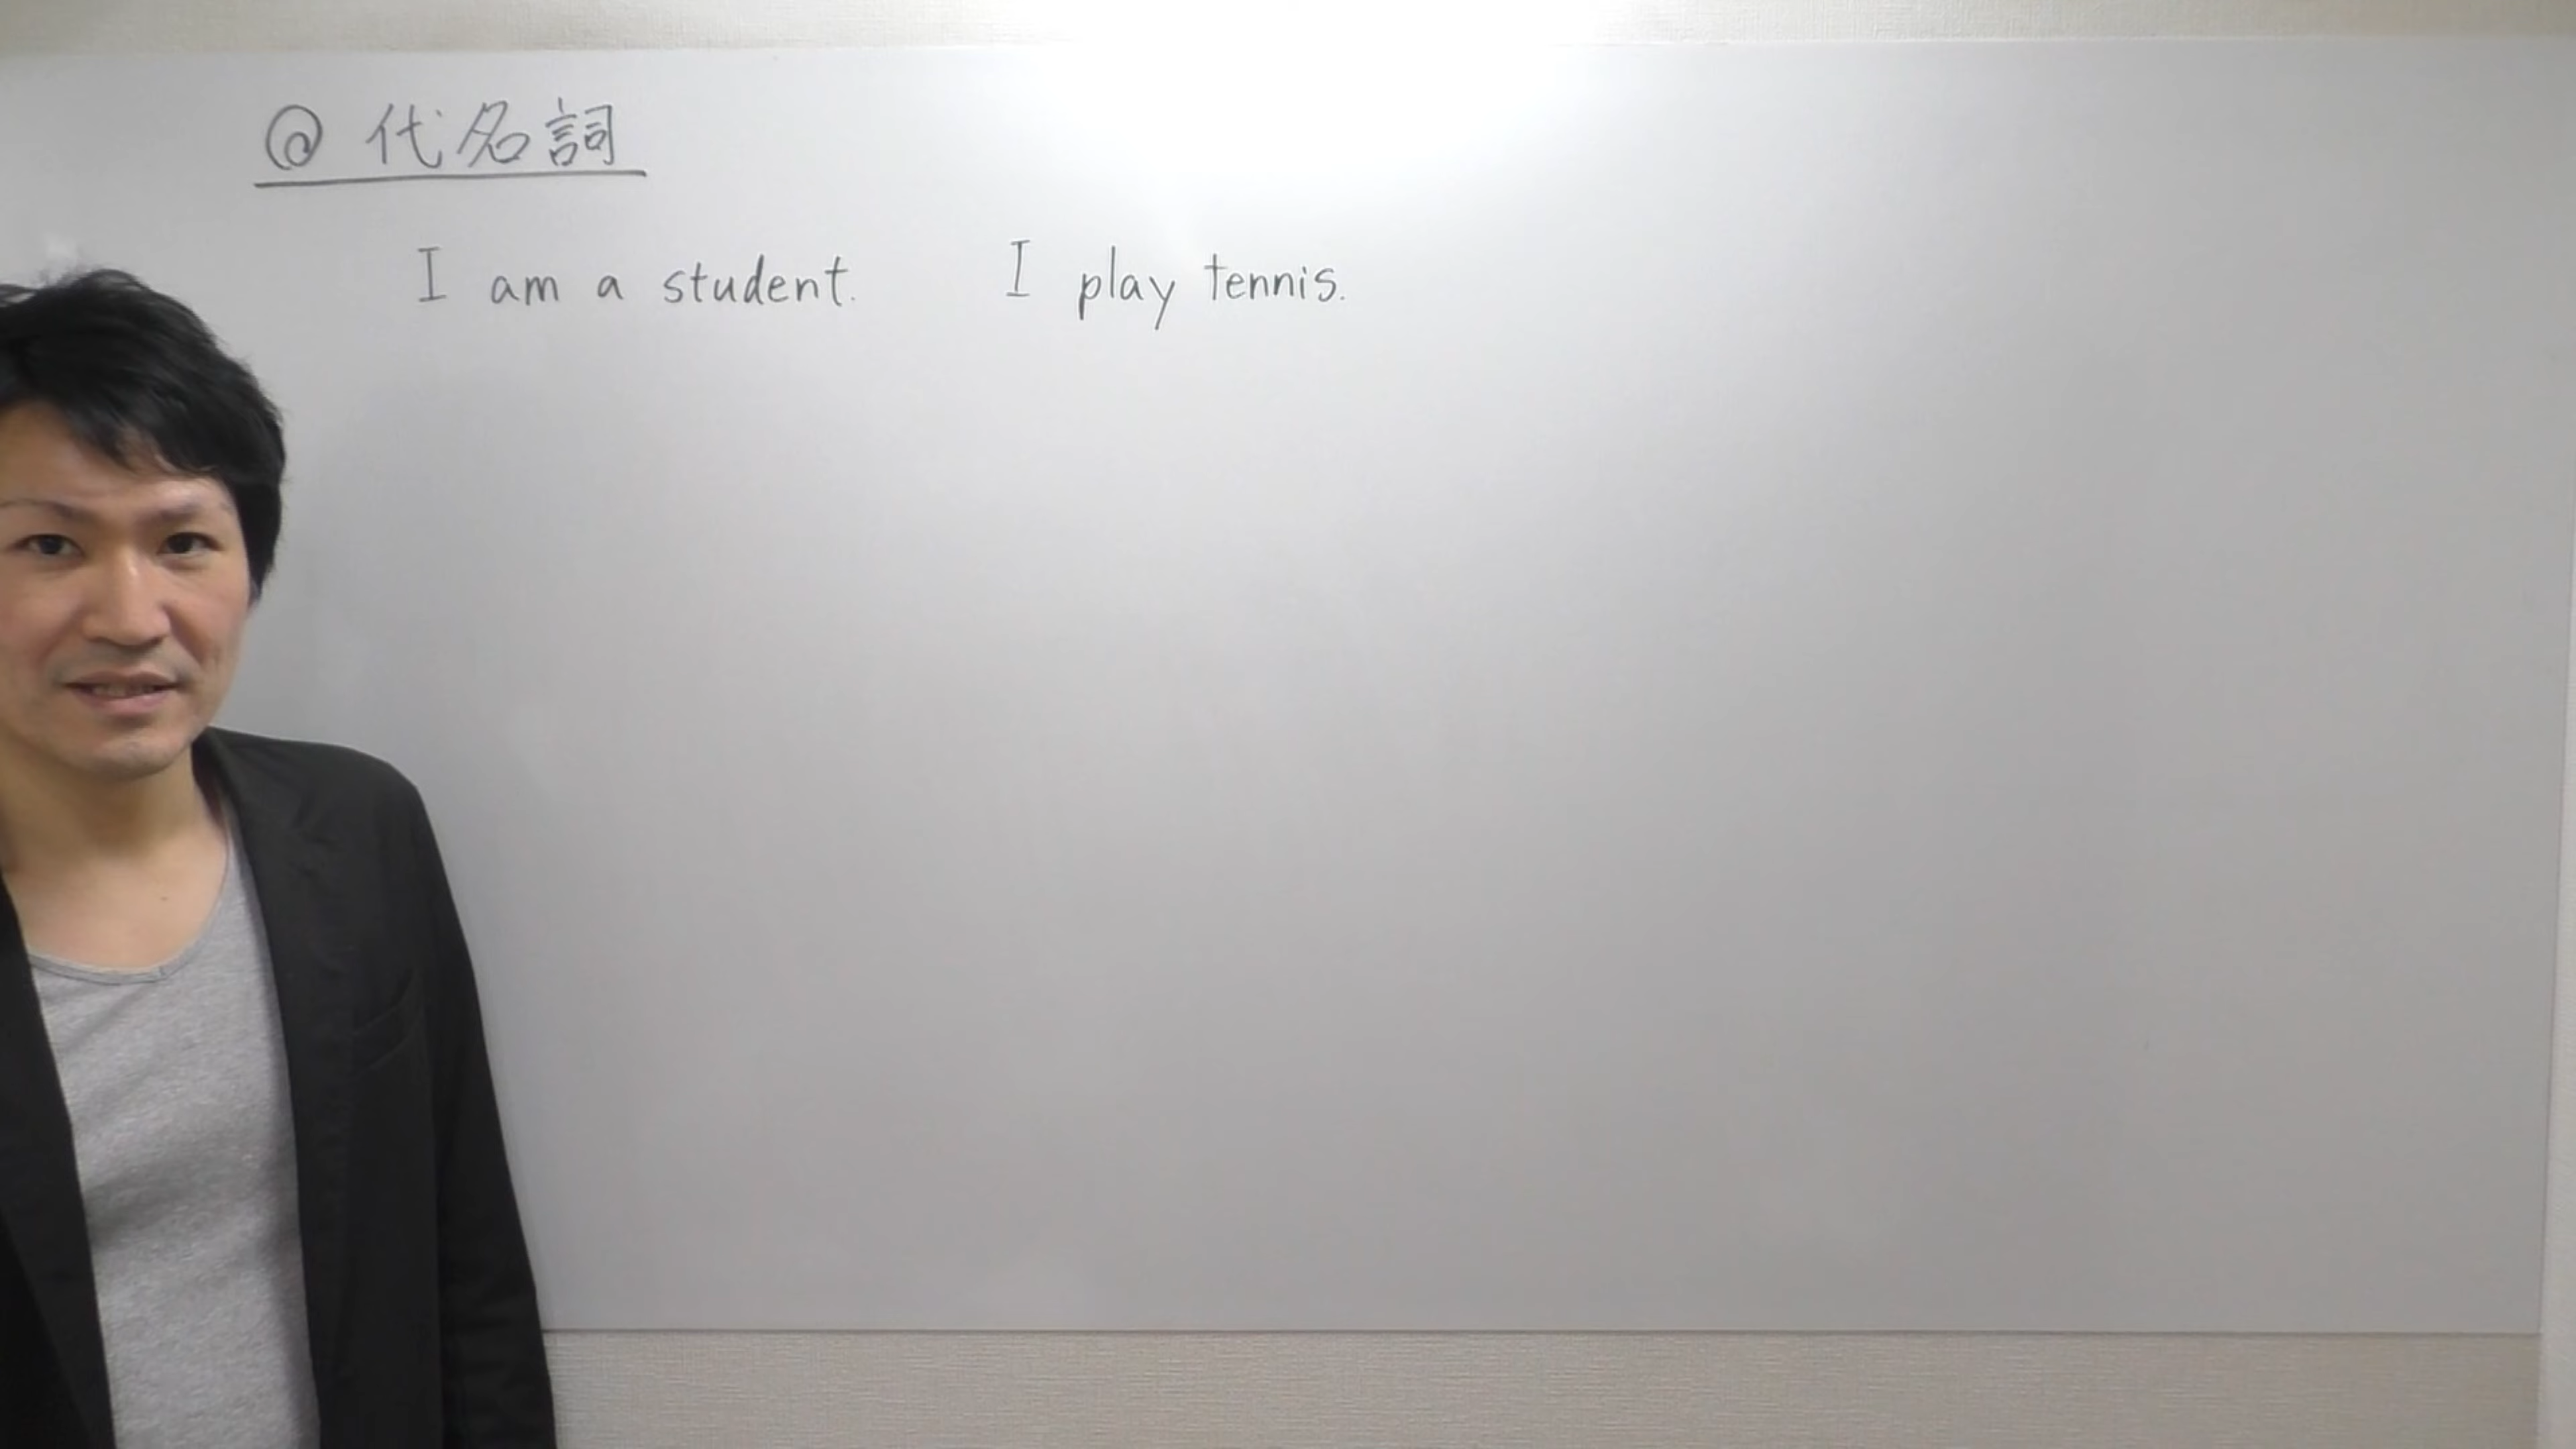 @ 代名詞
I am a student. I play tennis.